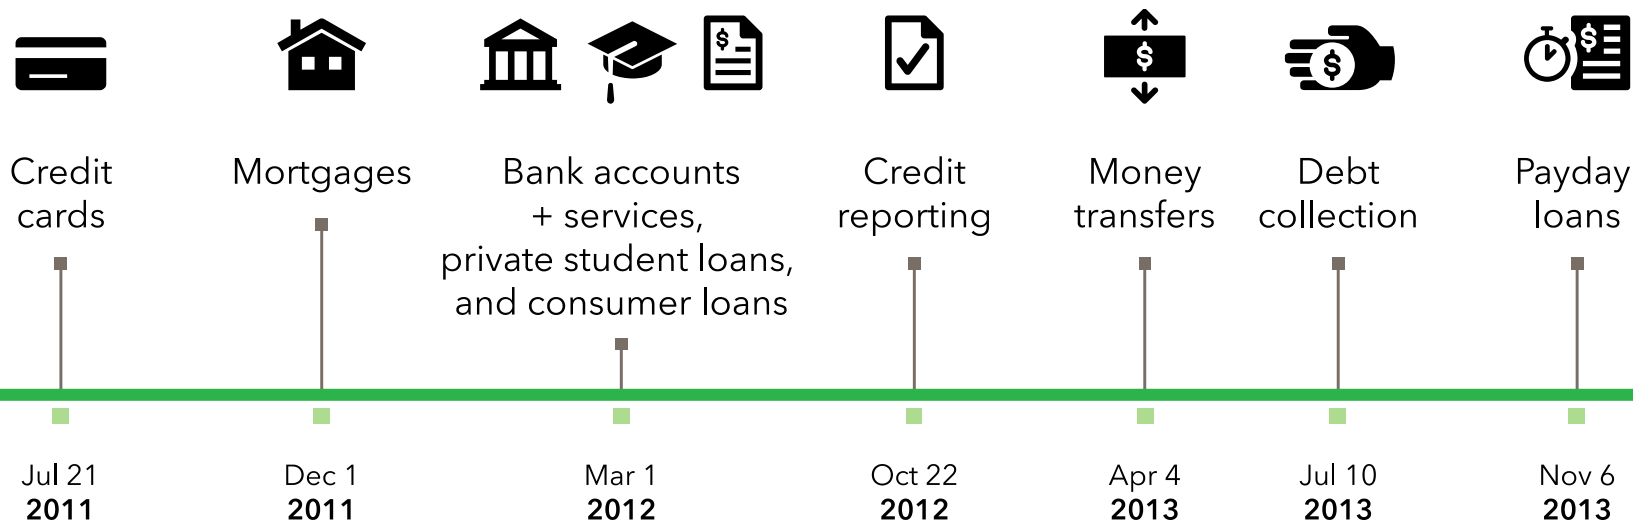 Credit
cards
Mortgages
Bank accounts
+ services,
private student loans,
and consumer loans
Credit
reporting
Money
transfers
Debt
collection
Payday
loans
Jul 21
2011
Dec 1
2011
Mar 1
2012
Oct 22
2012
Apr 4
2013
Jul 10
2013
Nov 6
2013